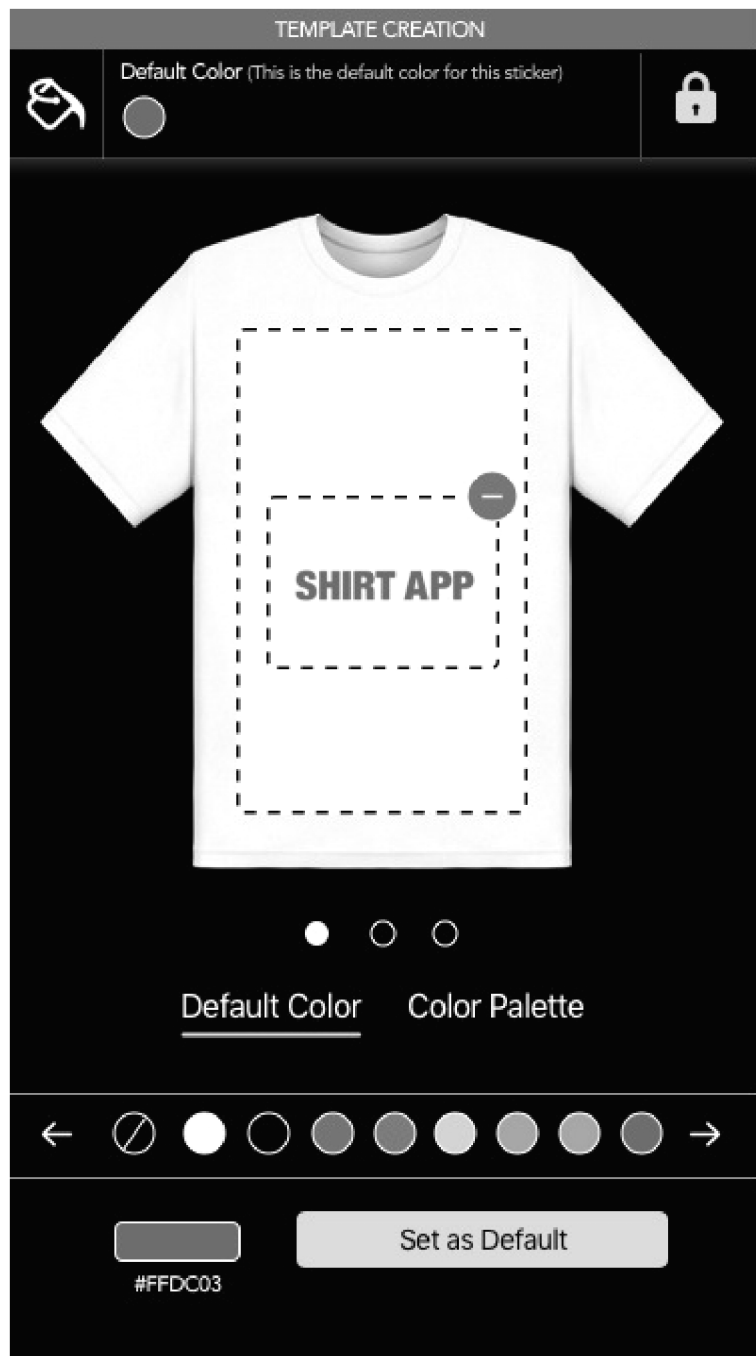 TEMPLATE CREATION
Default Color (This is the default color for this sticker)
SHIRT APP
Default Color Color Palette
Set as Default
#FFDC03